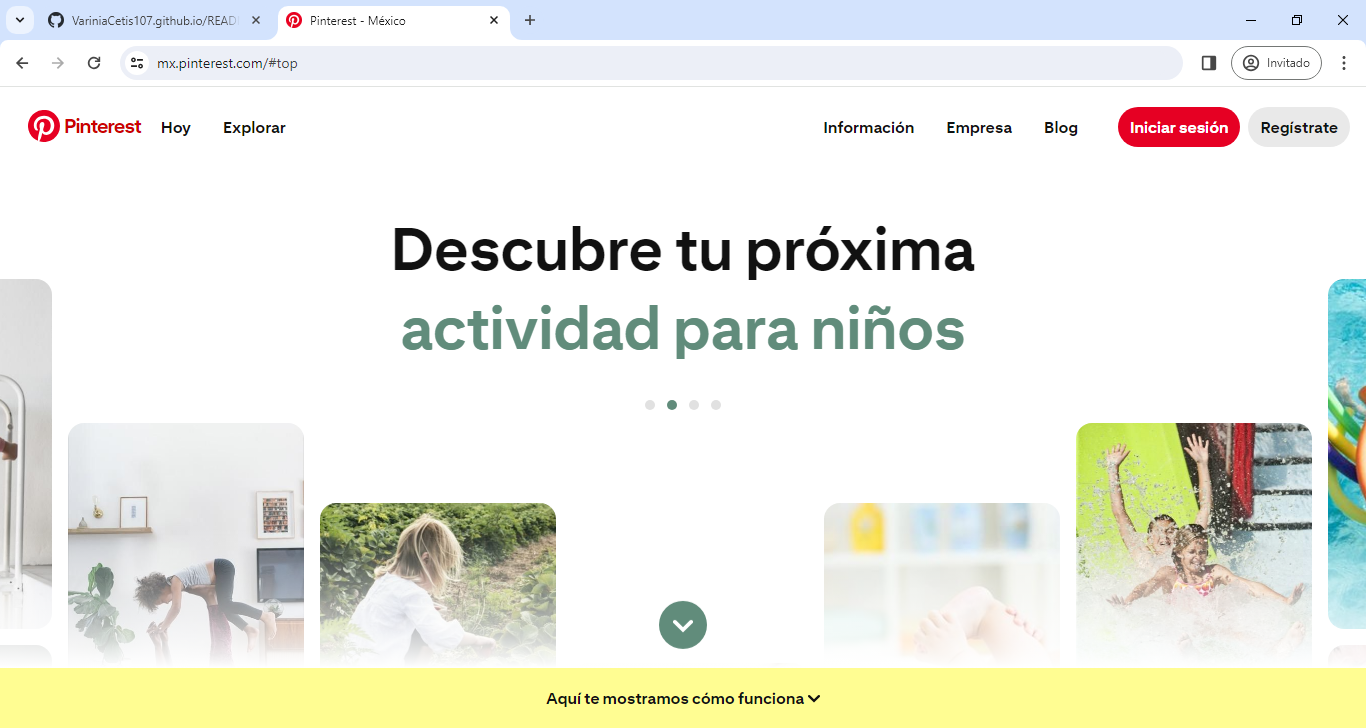 VariniaCetis107.github.io/READ
Pinterest - México
mx.pinterest.com/#top
Invitado
Pinterest
Hoy
Explorar
Información
Empresa
Blog
Iniciar sesión
Regístrate
Descubre tu próxima
actividad para niños
Aquí te mostramos cómo funciona